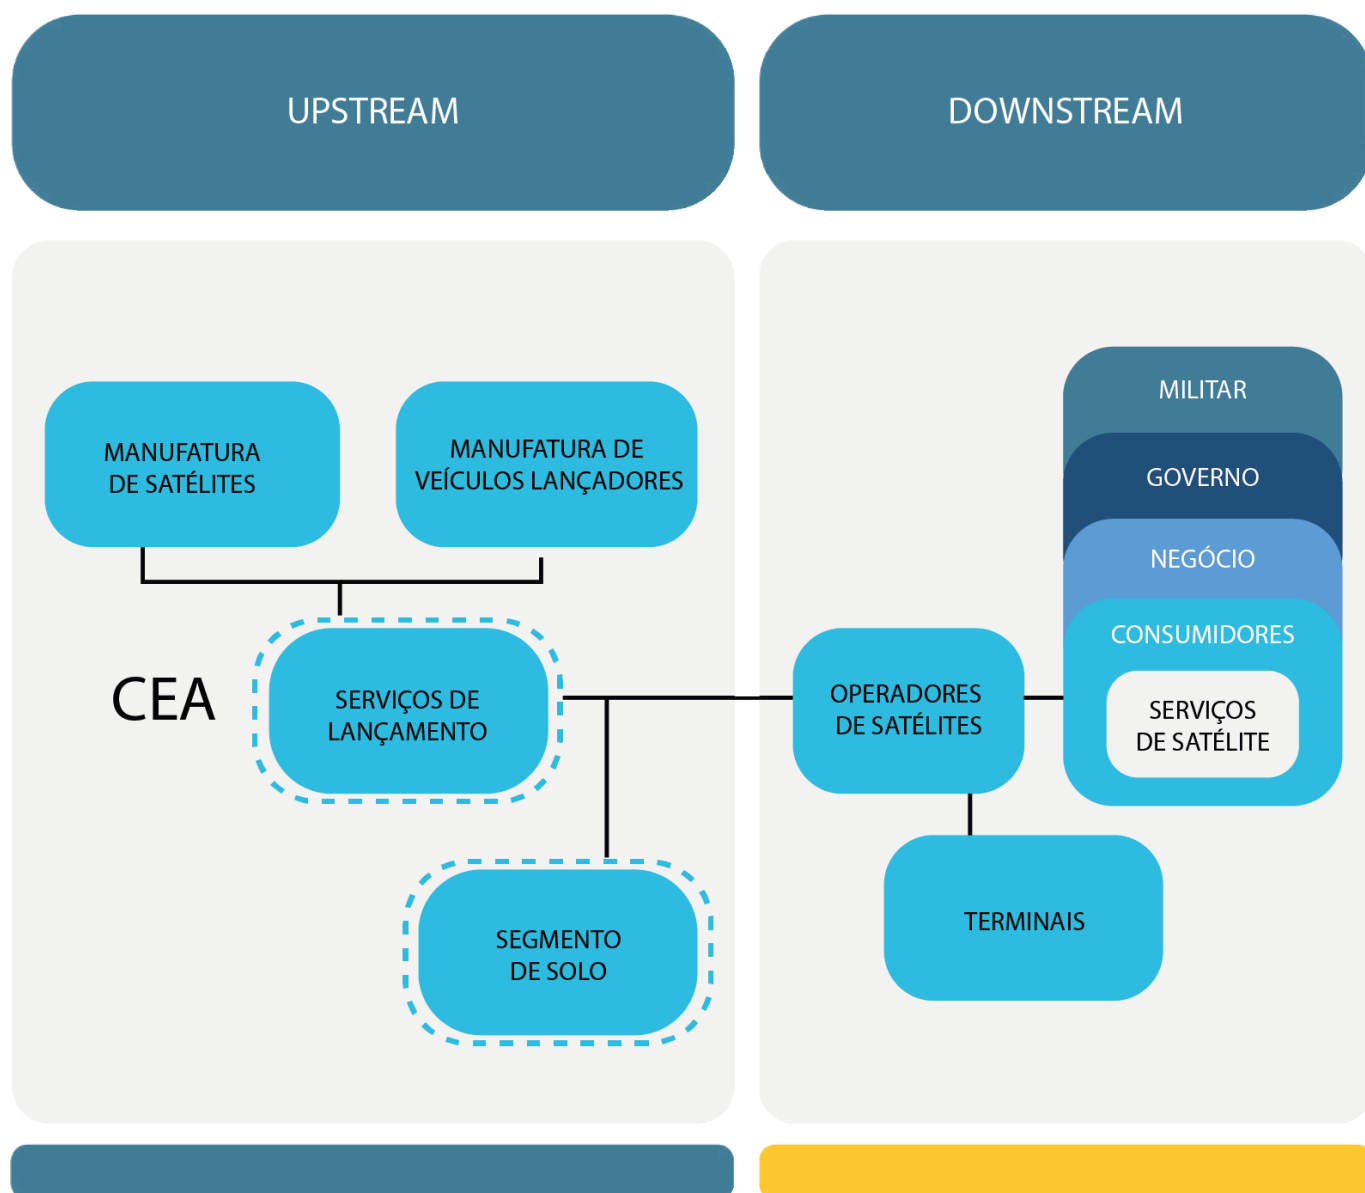 UPSTREAM
DOWNSTREAM
MANUFATURA
DE SATÉLITES
MANUFATURA DE
VEÍCULOS LANÇADORES
CEA
SERVIÇOS DE
LANÇAMENTO
SEGMENTO
DE SOLO
MILITAR
GOVERNO
NEGÓCIO
CONSUMIDORES
SERVIÇOS
DE SATÉLITE
OPERADORES
DE SATÉLITES
TERMINAIS